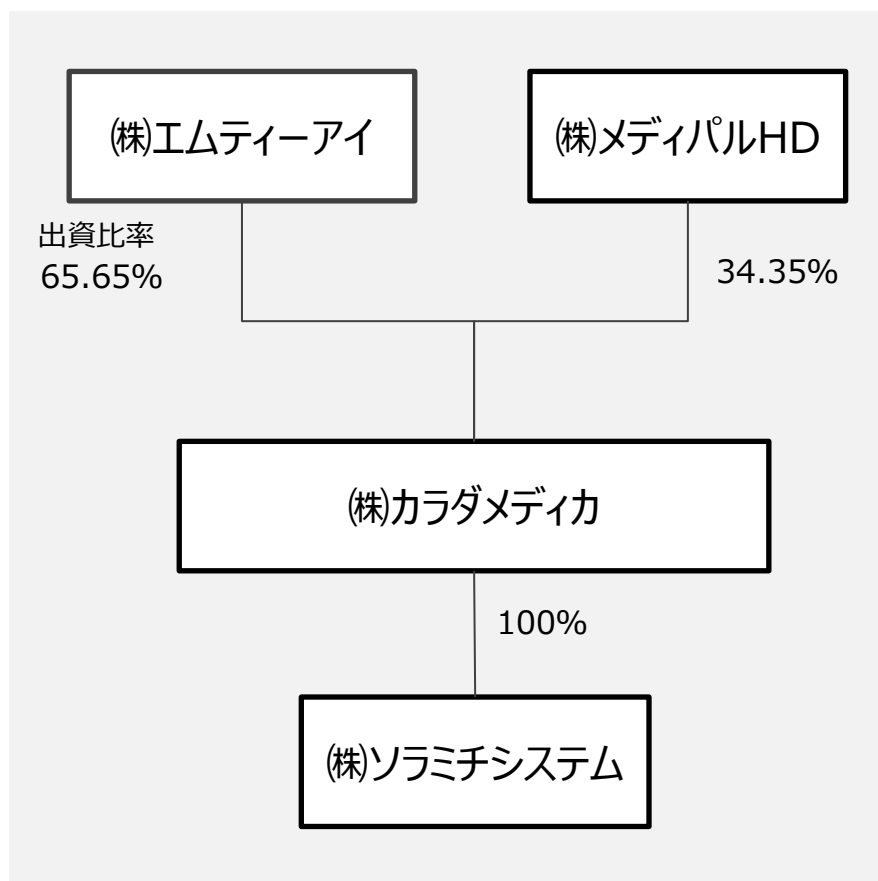 ㈱エムティーアイ
㈱メディパルHD
出資比率
65.65%
34.35%
㈱カラダメディカ
100%
㈱ソラミチシステム